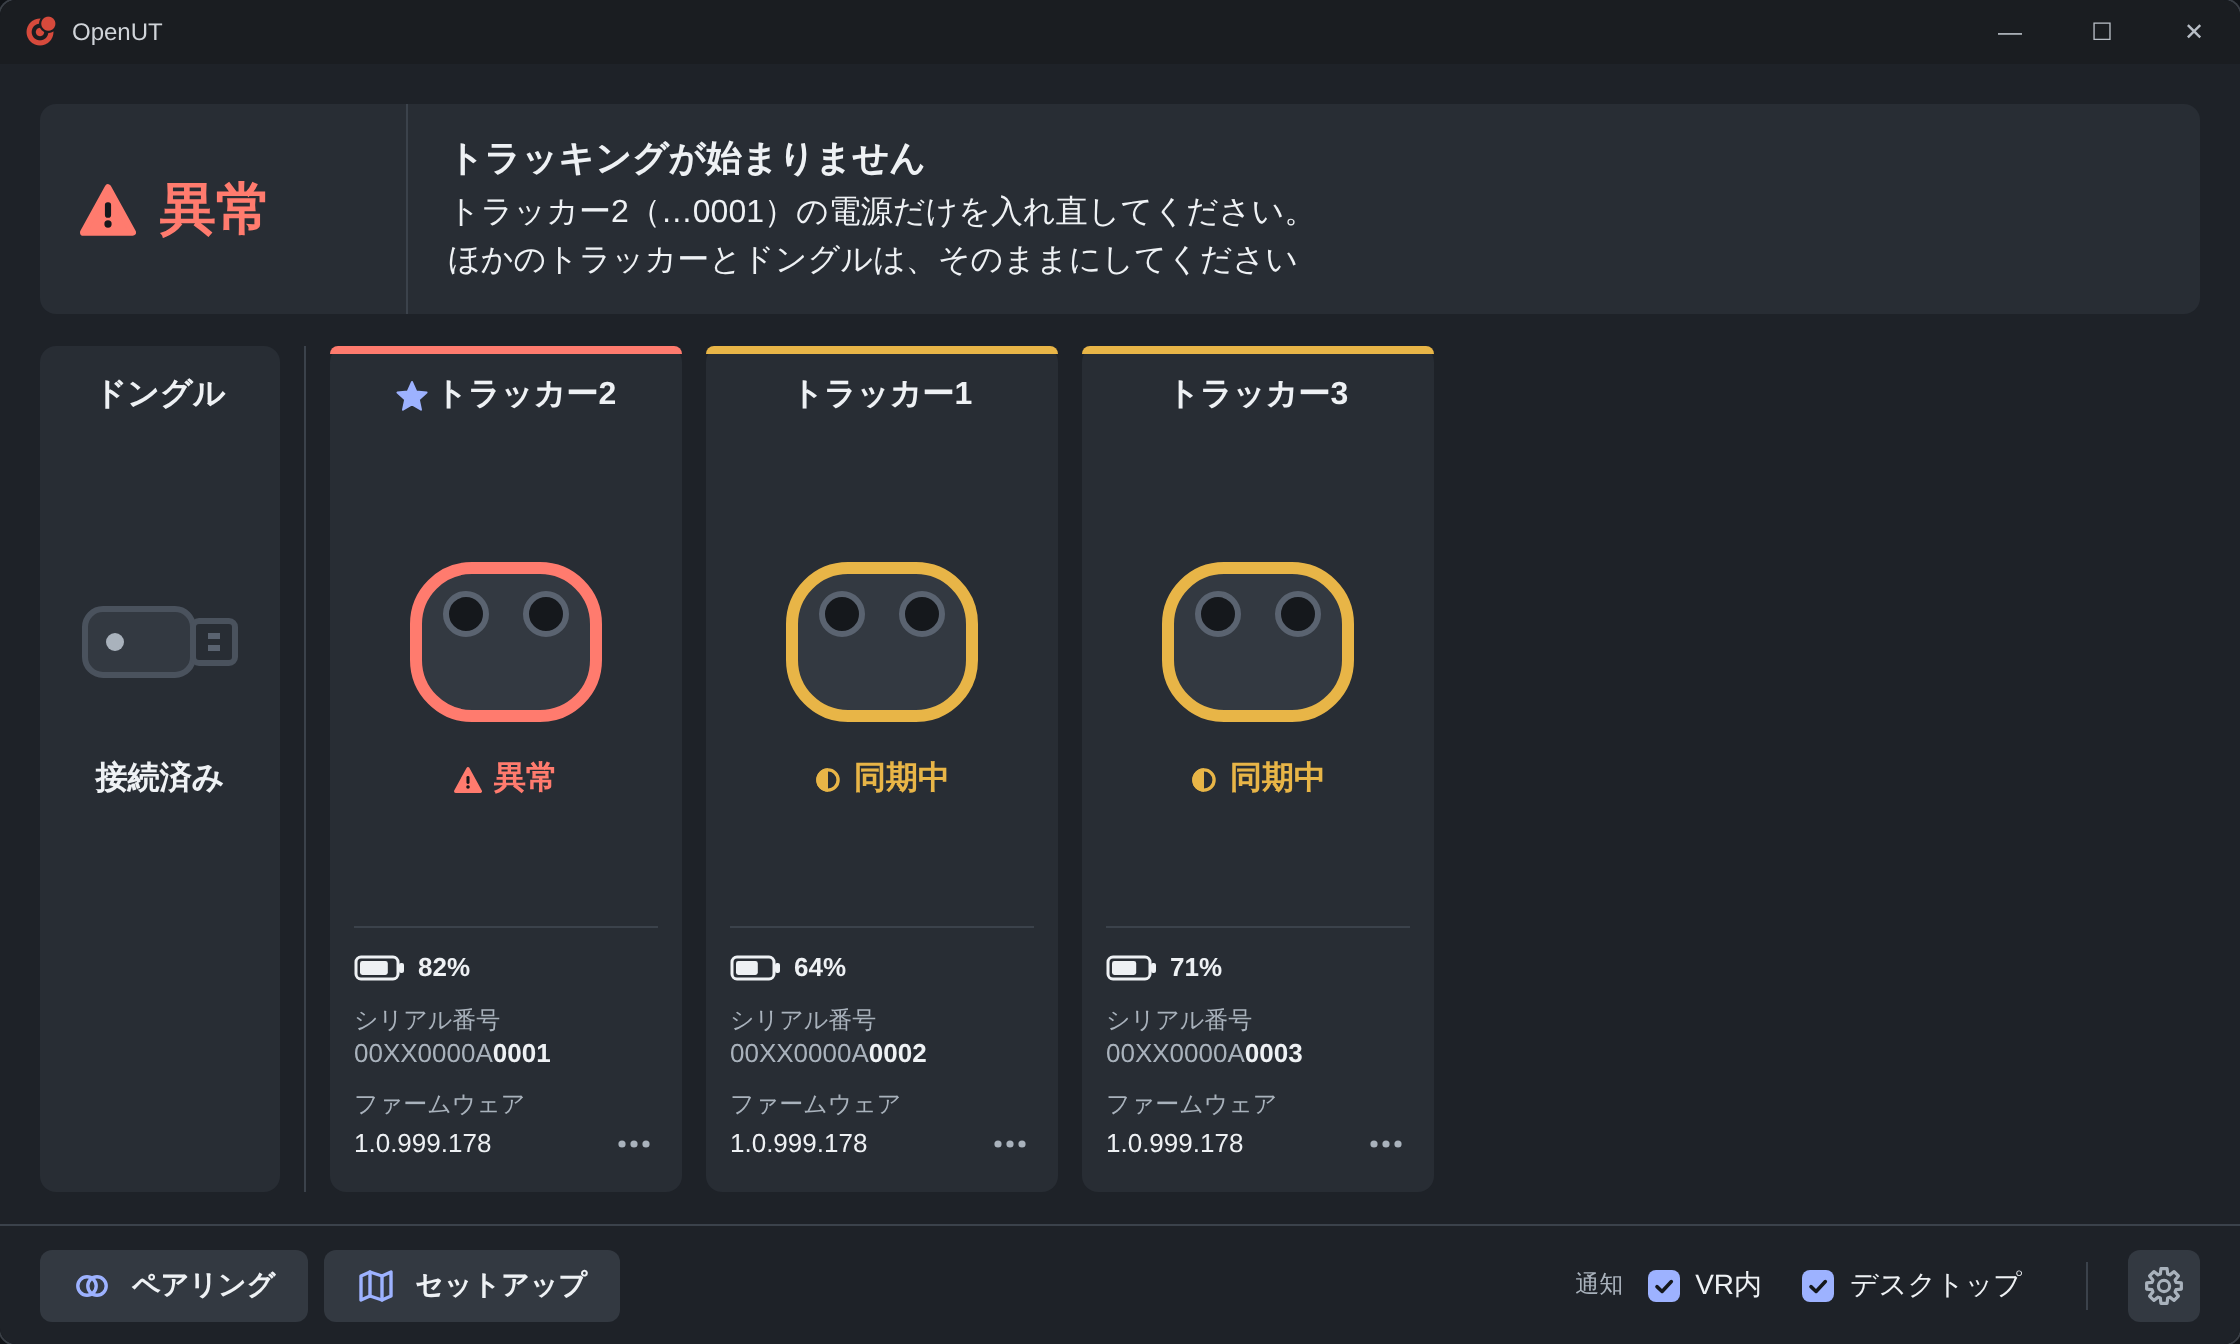 OpenUT
異常
トラッキングが始まりません
トラッカー2（…0001）の電源だけを入れ直してください。
ほかのトラッカーとドングルは、そのままにしてください
ドングル
接続済み
トラッカー2
異常
82%
シリアル番号
00XX0000A0001
ファームウェア
1.0.999.178
トラッカー1
同期中
64%
シリアル番号
00XX0000A0002
ファームウェア
1.0.999.178
トラッカー3
同期中
71%
シリアル番号
00XX0000A0003
ファームウェア
1.0.999.178
ペアリング
セットアップ
通知
VR内
デスクトップ